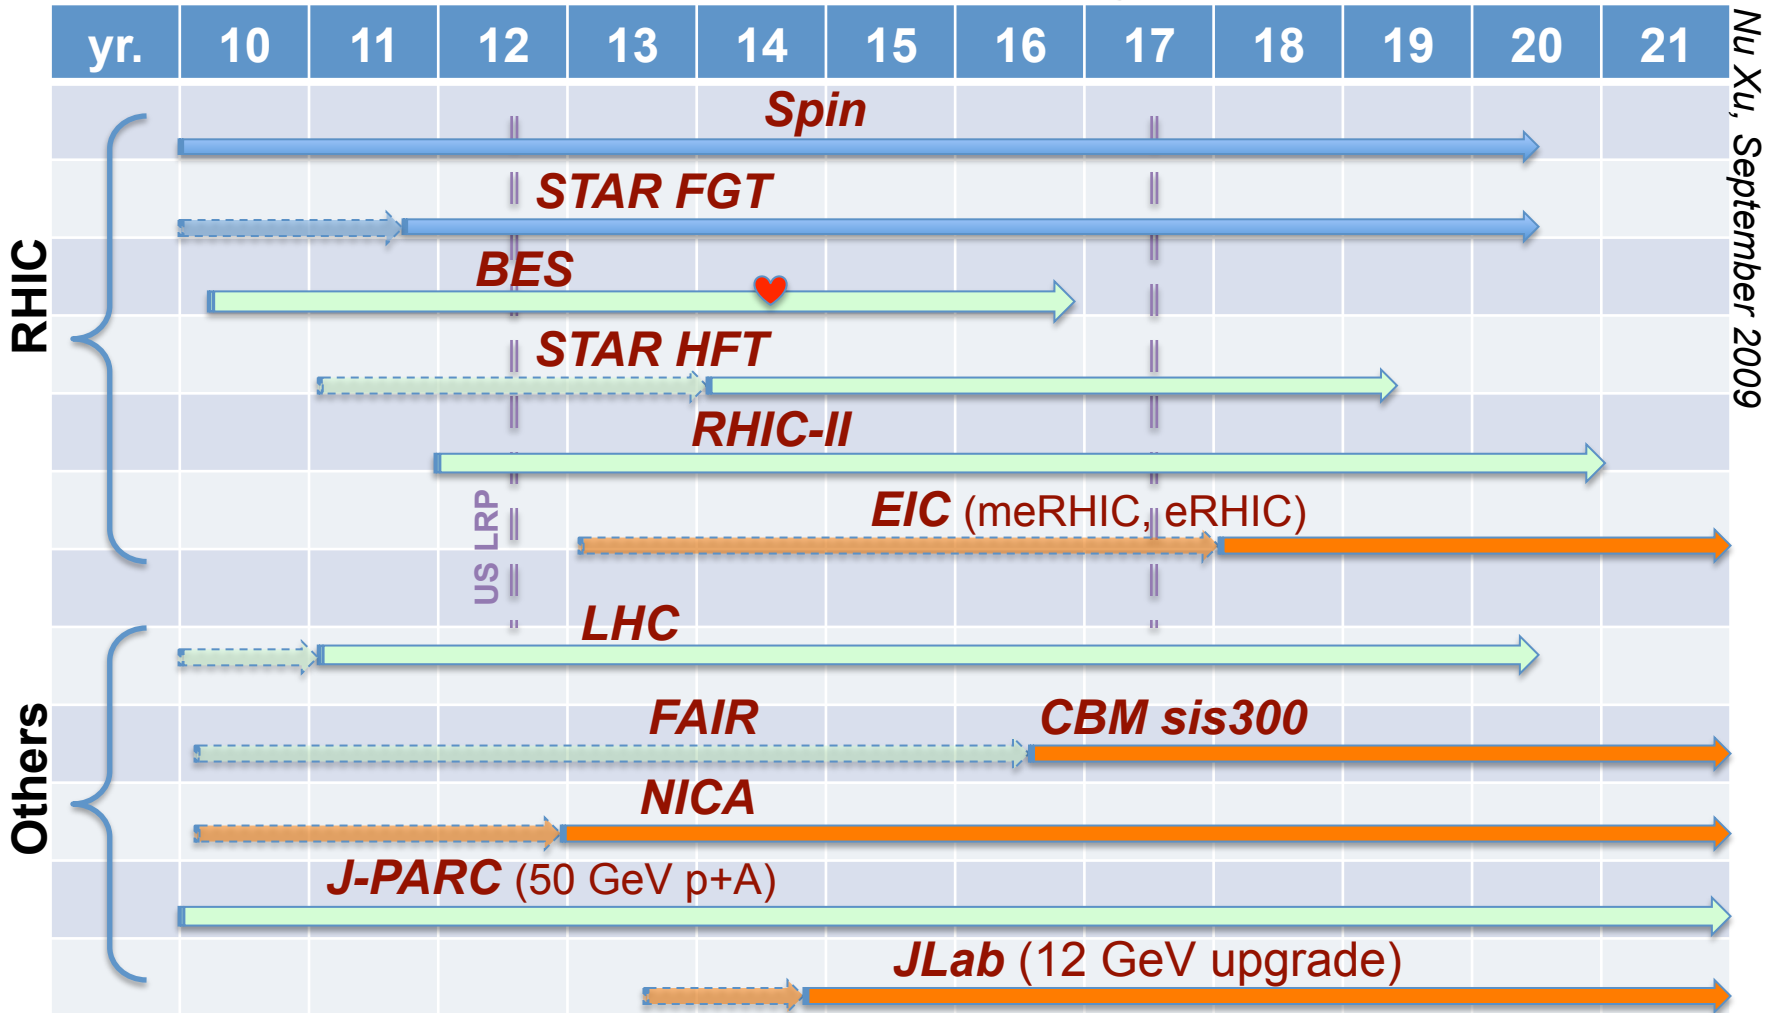 yr. 10 11 12 13 14 15 16 17 18 19 20 21
Nu Xu, September 2009
RHIC
Spin
STAR FGT
BES
STAR HFT
RHIC-II
EIC (meRHIC, eRHIC)
US LRP
Others
LHC
FAIR CBM sis300
NICA
J-PARC (50 GeV p+A)
JLab (12 GeV upgrade)